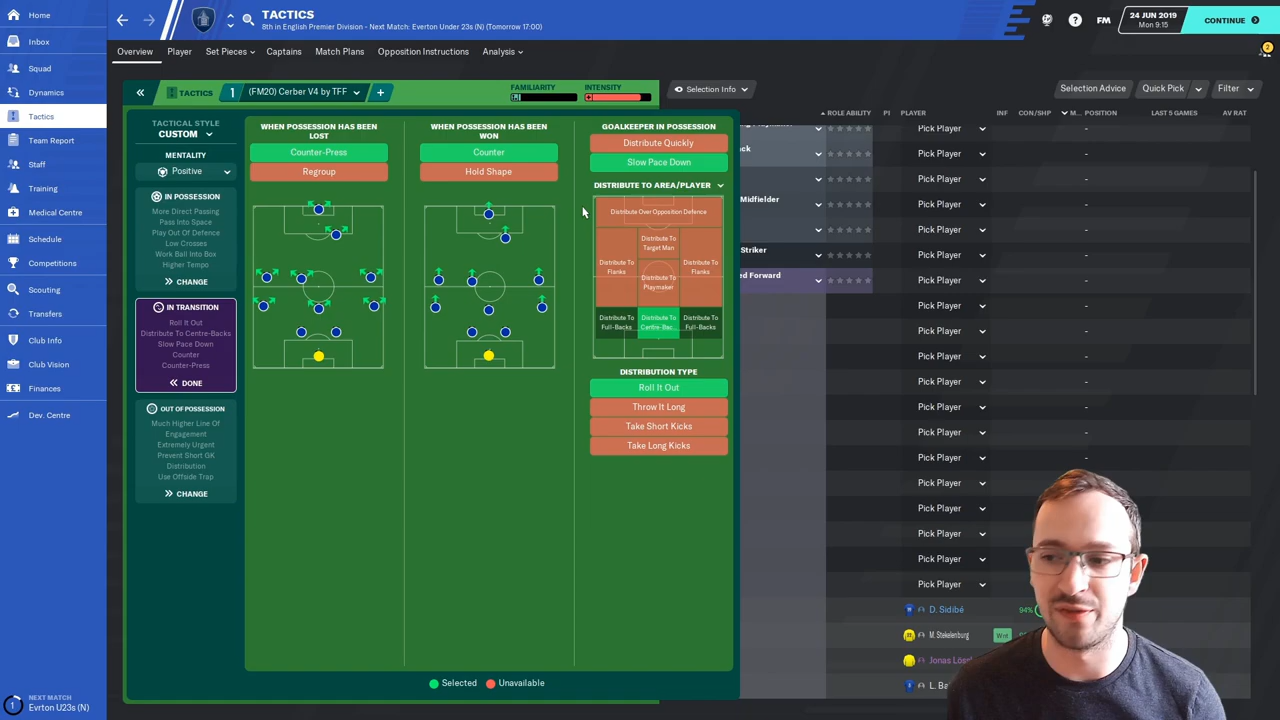 Home
Inbox
Squad
Dynamics
Tactics
Team Report
Staff
Training
Medical Centre
Schedule
Competitions
Scouting
Transfers
Club Info
Club Vision
Finances
Dev. Centre
1
NEXT MATCH
Evrton U23s (N)
TACTICS
8th in English Premier Division - Next Match: Everton Under 23s (N) (Tomorrow 17:00)
?
FM
24 JUN 2019
Mon 9:15
CONTINUE
2
Overview
Player
Set Pieces
Captains
Match Plans
Opposition Instructions
Analysis
TACTICS
1
(FM20) Cerber V4 by TFF
+
FAMILIARITY
INTENSITY
Selection Info
Selection Advice
Quick Pick
Filter
TACTICAL STYLE
CUSTOM
MENTALITY
Positive
IN POSSESSION
More Direct Passing
Pass Into Space
Play Out Of Defence
Low Crosses
Work Ball Into Box
Higher Tempo
CHANGE
IN TRANSITION
Roll It Out
Distribute To Centre-Backs
Slow Pace Down
Counter
Counter-Press
DONE
OUT OF POSSESSION
Much Higher Line Of
Engagement
Extremely Urgent
Prevent Short GK
Distribution
Use Offside Trap
CHANGE
WHEN POSSESSION HAS BEEN
LOST
Counter-Press
Regroup
WHEN POSSESSION HAS BEEN
WON
Counter
Hold Shape
GOALKEEPER IN POSSESSION
Distribute Quickly
Slow Pace Down
DISTRIBUTE TO AREA/PLAYER
Distribute Over Opposition Defence
Distribute To
Target Man
Distribute To
Flanks
Distribute To
Playmaker
Distribute To
Flanks
Distribute To
Full-Backs
Distribute To
Centre-Bac...
Distribute To
Full-Backs
DISTRIBUTION TYPE
Roll It Out
Throw It Long
Take Short Kicks
Take Long Kicks
Selected
Unavailable
ROLE ABILITY
PI
PLAYER
INF
CON/SHP
M...
POSITION
LAST 5 GAMES
AV RAT
Pick Player
-
ack
Pick Player
-
Pick Player
-
Midfielder
Pick Player
-
Striker
Pick Player
-
ed Forward
Pick Player
-
Pick Player
-
Pick Player
-
Pick Player
-
Pick Player
-
Pick Player
-
Pick Player
-
Pick Player
-
Pick Player
-
Pick Player
-
Pick Player
-
Pick Player
Pick Player
Pick Player
D. Sidibé
94%
M. Stekelenburg
Wnt
Jonas Lössl
L. Ba